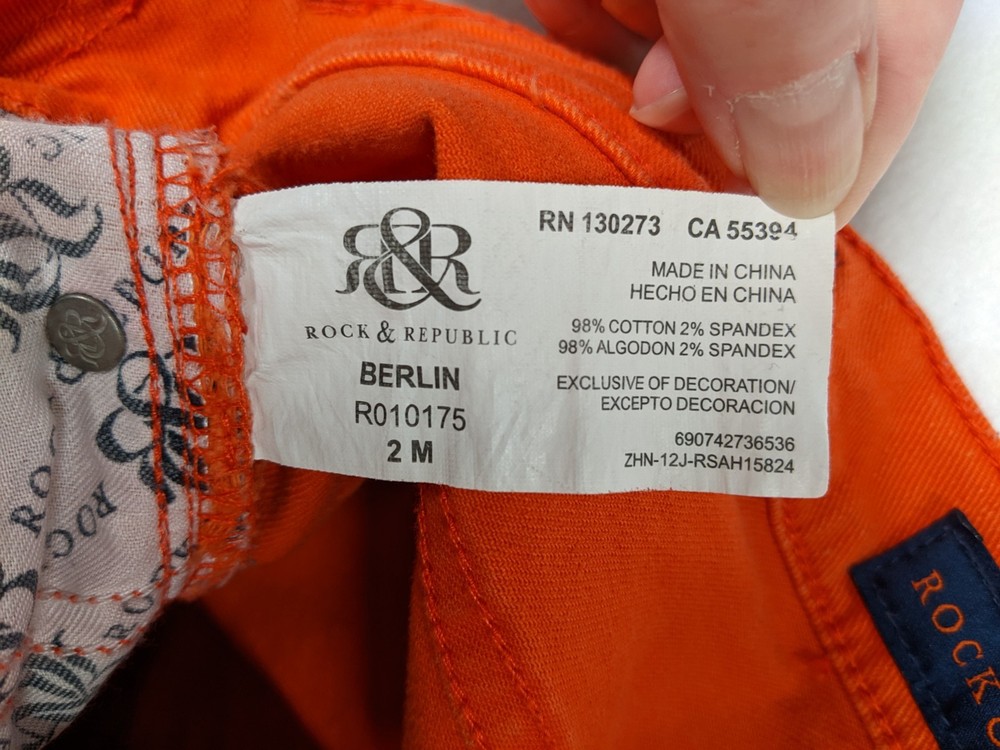 R&R
ROCK & REPUBLIC
BERLIN
R010175
2 M
RN 130273 CA 55394
MADE IN CHINA
HECHO EN CHINA
98% COTTON 2% SPANDEX
98% ALGODON 2% SPANDEX
EXCLUSIVE OF DECORATION/
EXCEPTO DECORACION
690742736536
ZHN-12J-RSAH15824
ROCK